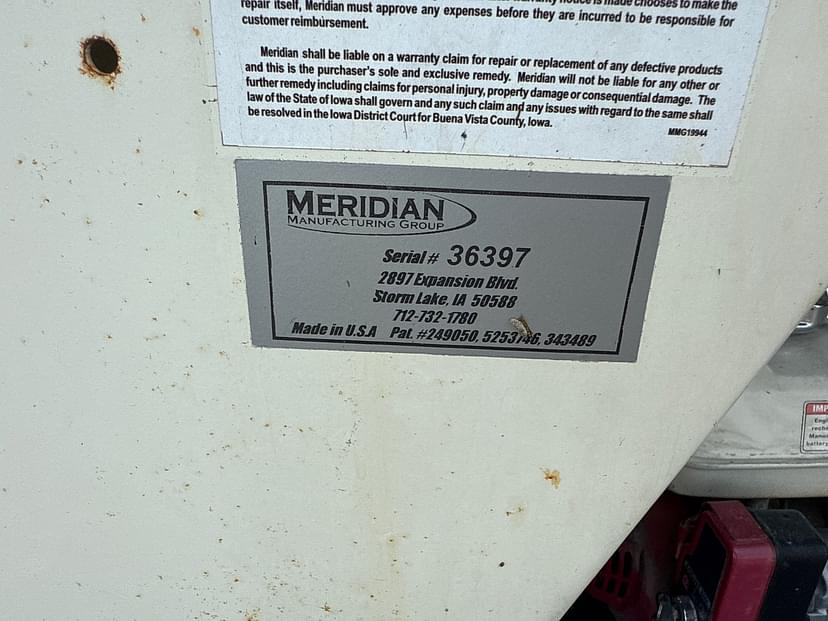 repair itself, Meridian must approve any expenses before they are incurred to be responsible for
customer reimbursement.
Meridian shall be liable on a warranty claim for repair or replacement of any defective products
and this is the purchaser's sole and exclusive remedy. Meridian will not be liable for any other or
further remedy including claims for personal injury, property damage or consequential damage. The
law of the State of Iowa shall govern and any such claim and any issues with regard to the same shall
be resolved in the Iowa District Court for Buena Vista County, Iowa.
MMG19944
MERIDIAN
MANUFACTURING GROUP
Serial # 36397
2897 Expansion Blvd.
Storm Lake, IA 50588
712-732-1780
Made in U.S.A Pat. #249050, 5253746, 343489